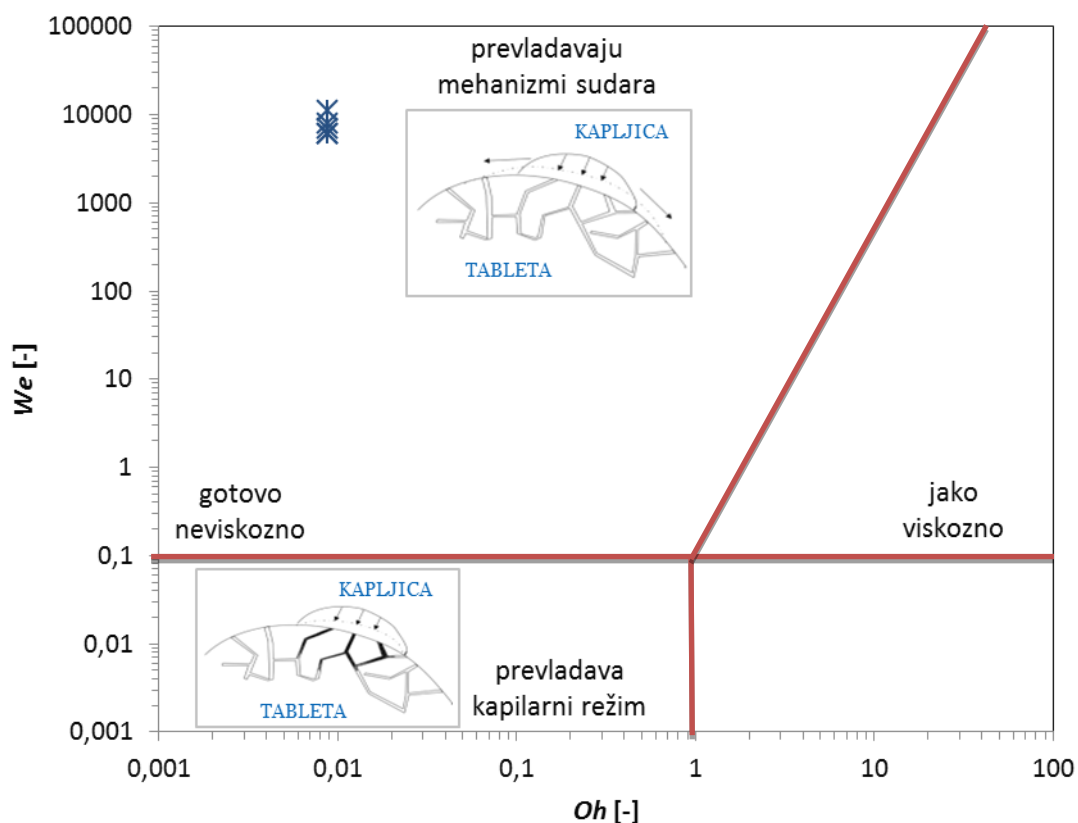 100000
10000
1000
100
10
1
0,1
0,01
0,001
We [-]
prevladavaju
mehanizmi sudara
KAPLJICA
TABLETA
gotovo
neviskozno
jako
viskozno
KAPLJICA
TABLETA
prevladava
kapilarni režim
0,001
0,01
0,1
1
10
100
Oh [-]